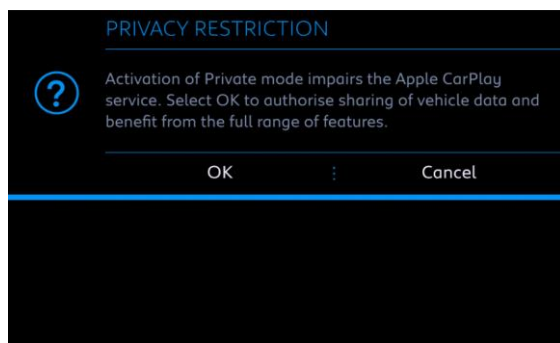 PRIVACY RESTRICTION
?
Activation of Private mode impairs the Apple CarPlay
service. Select OK to authorise sharing of vehicle data and
benefit from the full range of features.
OK
Cancel